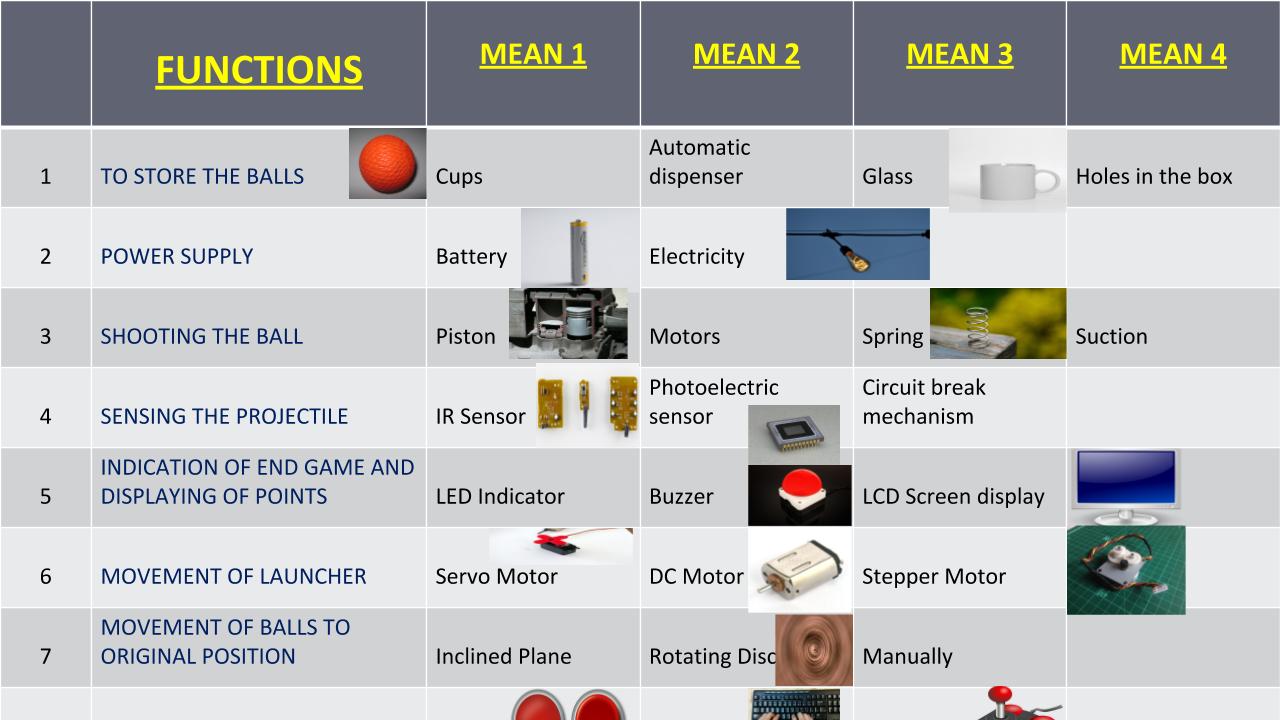 FUNCTIONS
MEAN 1
MEAN 2
MEAN 3
MEAN 4
1
TO STORE THE BALLS
Cups
Automatic
dispenser
Glass
Holes in the box
2
POWER SUPPLY
Battery
Electricity
3
SHOOTING THE BALL
Piston
Motors
Spring
Suction
4
SENSING THE PROJECTILE
IR Sensor
Photoelectric
sensor
Circuit break
mechanism
5
INDICATION OF END GAME AND
DISPLAYING OF POINTS
LED Indicator
Buzzer
LCD Screen display
6
MOVEMENT OF LAUNCHER
Servo Motor
DC Motor
Stepper Motor
7
MOVEMENT OF BALLS TO
ORIGINAL POSITION
Inclined Plane
Rotating Disc
Manually